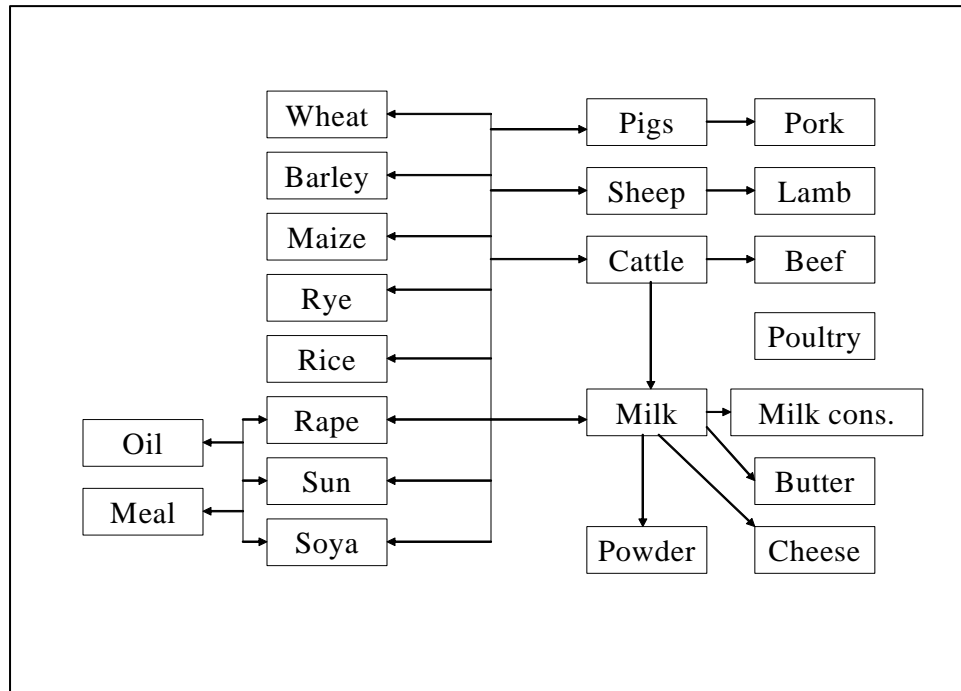 Wheat
Pigs
Pork
Barley
Sheep
Lamb
Maize
Cattle
Beef
Rye
Poultry
Rice
Rape
Milk
Milk cons.
Oil
Sun
Butter
Meal
Soya
Powder
Cheese